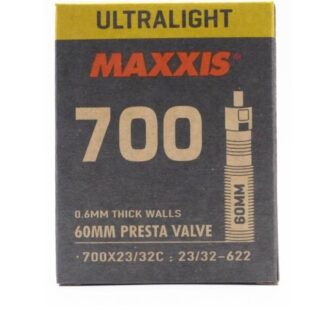 ULTRALIGHT
MAXXIS®
700
60MM
0.6MM THICK WALLS
60MM PRESTA VALVE
·700X23/32C : 23/32-622